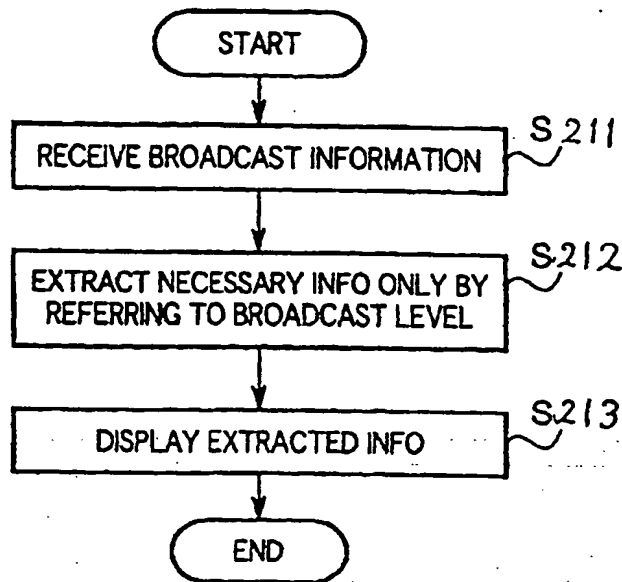 START
S211
RECEIVE BROADCAST INFORMATION
S212
EXTRACT NECESSARY INFO ONLY BY
REFERRING TO BROADCAST LEVEL
S213
DISPLAY EXTRACTED INFO
END